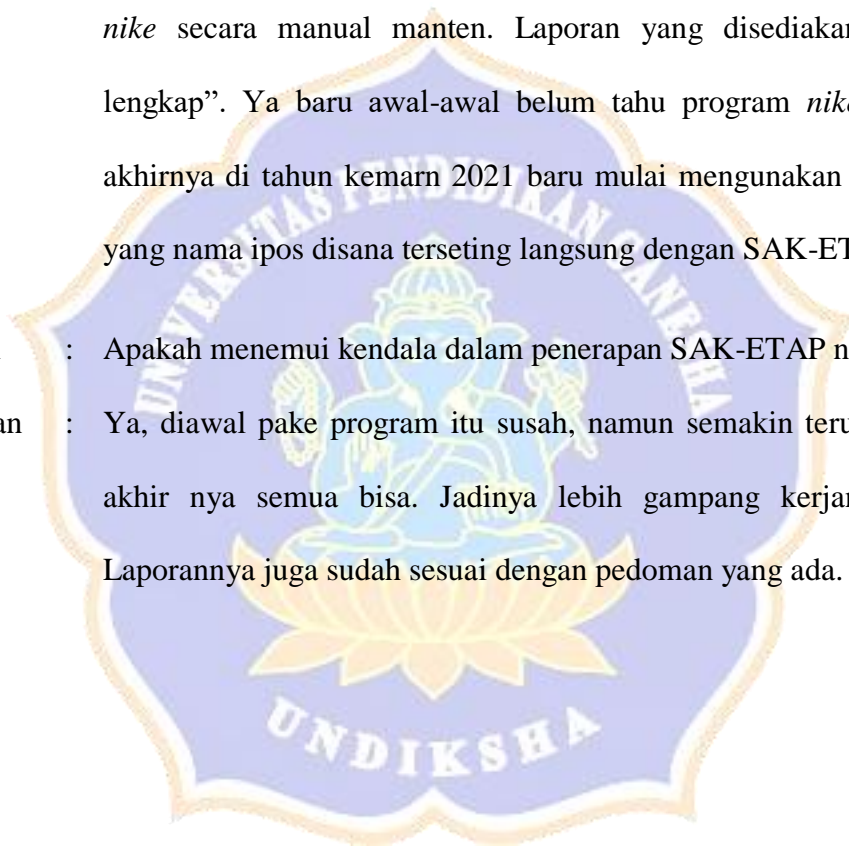 nike secara manual manten. Laporan yang disediakan
lengkap”. Ya baru awal-awal belum tahu program nike
akhirnya di tahun kemarn 2021 baru mulai mengunakan
yang nama ipos disana terseting langsung dengan SAK-ET
: Apakah menemui kendala dalam penerapan SAK-ETAP n
an : Ya, diawal pake program itu susah, namun semakin teru
akhir nya semua bisa. Jadinya lebih gampang kerja
Laporannya juga sudah sesuai dengan pedoman yang ada.
UNIVERSITAS PENDIDIKAN GANESHA
UNDIKSHA